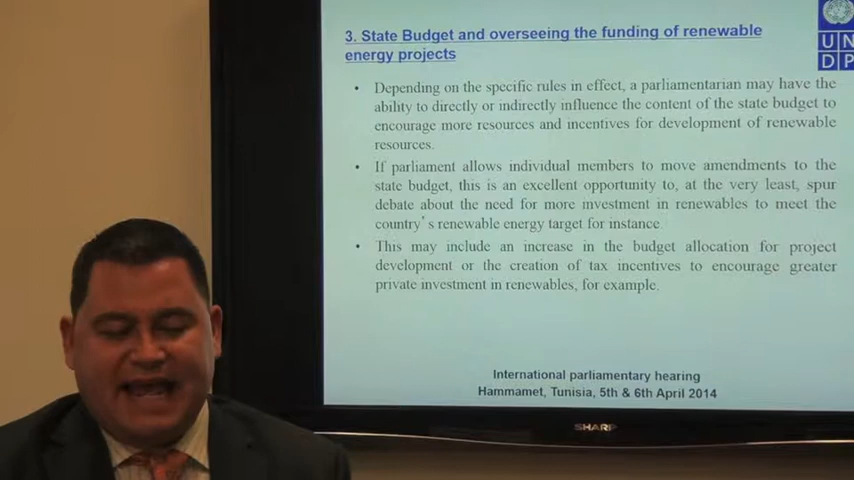 3. State Budget and overseeing the funding of renewable
energy projects
UN
DP
• Depending on the specific rules in effect, a parliamentarian may have the
ability to directly or indirectly influence the content of the state budget to
encourage more resources and incentives for development of renewable
resources.
• If parliament allows individual members to move amendments to the
state budget, this is an excellent opportunity to, at the very least, spur
debate about the need for more investment in renewables to meet the
country's renewable energy target for instance.
• This may include an increase in the budget allocation for project
development or the creation of tax incentives to encourage greater
private investment in renewables, for example.
International parliamentary hearing
Hammamet, Tunisia, 5th & 6th April 2014
SHARP